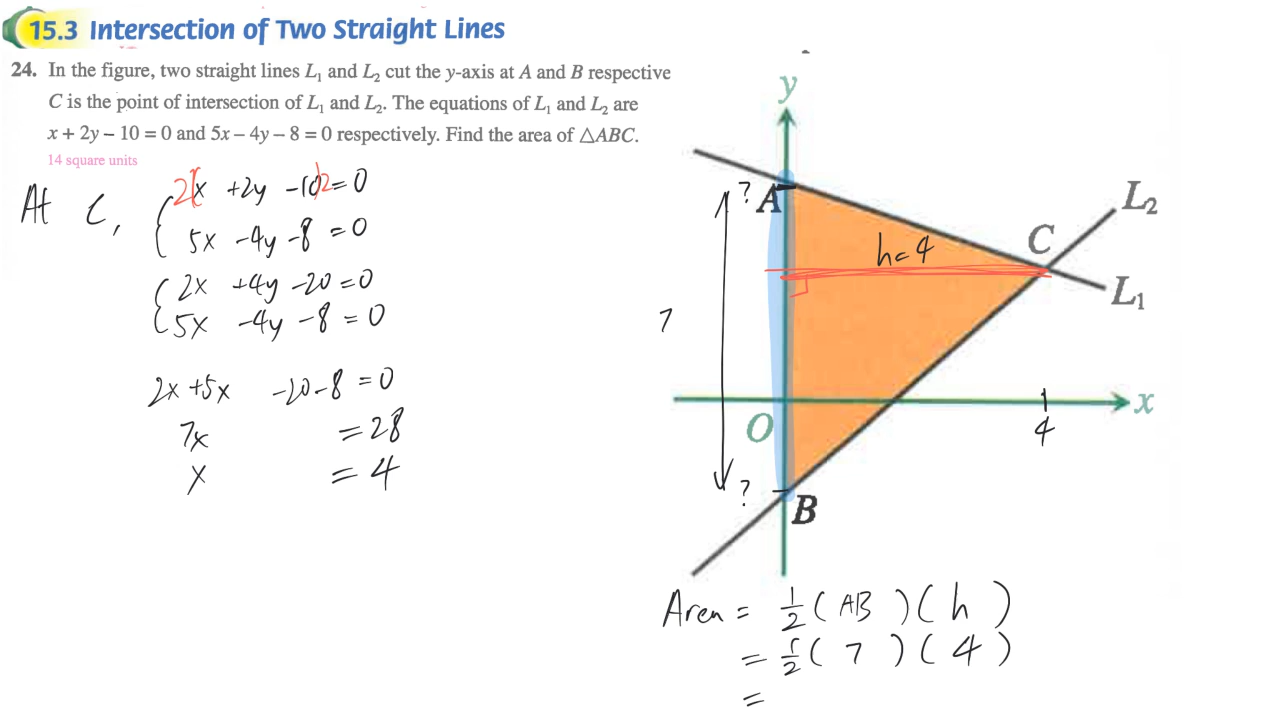 15.3 Intersection of Two Straight Lines
24. In the figure, two straight lines L₁ and L₂ cut the y-axis at A and B respective
C is the point of intersection of L₁ and L₂. The equations of L₁ and L₂ are
x + 2y – 10 = 0 and 5x – 4y – 8 = 0 respectively. Find the area of △ABC.
14 square units
At C,
2(x +2y -10)2=0
5x -4y -8 =0
2x +4y -20=0
5x -4y -8 = 0
2x +5x -20-8 =0
7x =28
x = 4
y
? A
L₂
C
h=4
L₁
7
O
x
4
?
B
Area = 1/2 ( AB )( h )
= 1/2 ( 7 )( 4 )
=